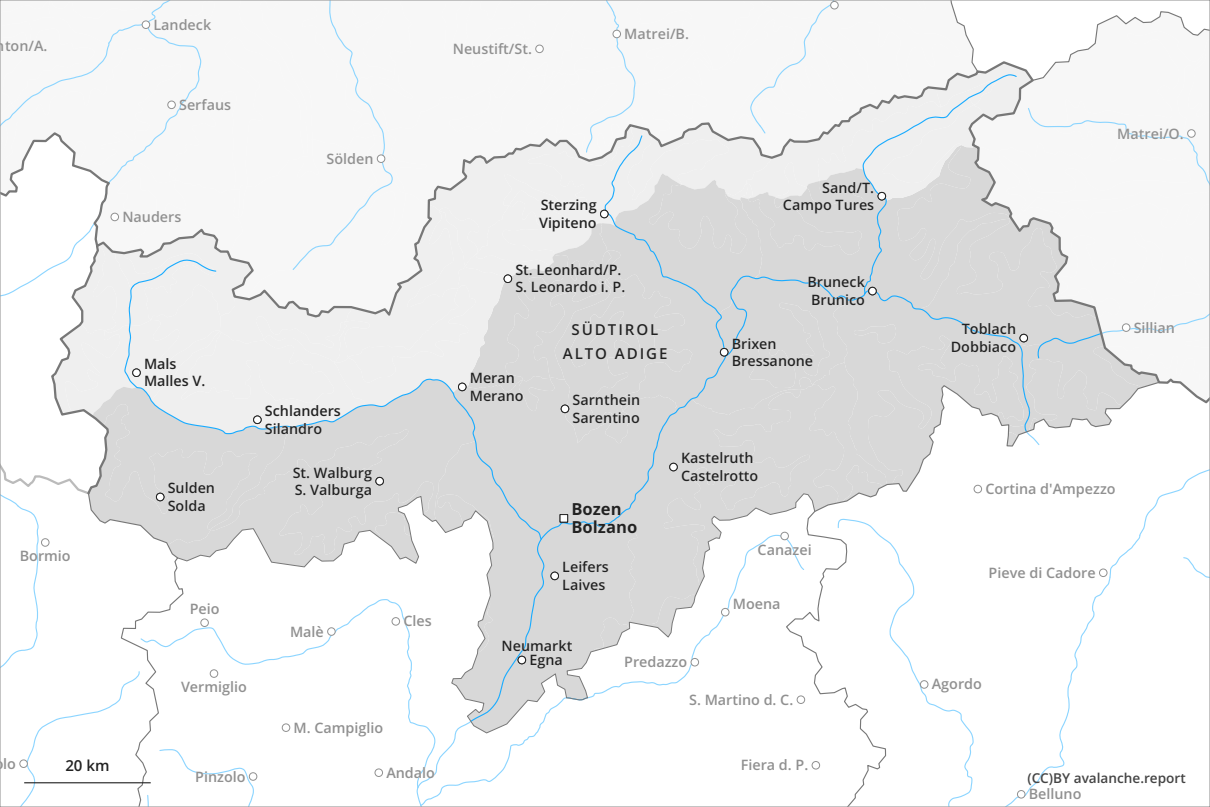 Landeck
nton/A.
Neustift/St.
Matrei/B.
Serfaus
Matrei/O.
Sölden
Nauders
Sterzing
Vipiteno
Sand/T.
Campo Tures
St. Leonhard/P.
S. Leonardo i. P.
Bruneck
Brunico
SÜDTIROL
ALTO ADIGE
Toblach
Dobbiaco
Sillian
Brixen
Bressanone
Mals
Malles V.
Meran
Merano
Schlanders
Silandro
Sarnthein
Sarentino
St. Walburg
S. Valburga
Kastelruth
Castelrotto
Sulden
Solda
Cortina d'Ampezzo
Bozen
Bolzano
Bormio
Canazei
Leifers
Laives
Pieve di Cadore
Peio
Malè
Cles
Moena
Neumarkt
Egna
Predazzo
Vermiglio
Agordo
S. Martino d. C.
M. Campiglio
olo
20 km
Pinzolo
Andalo
Fiera d. P.
(CC)BY avalanche.report
Belluno